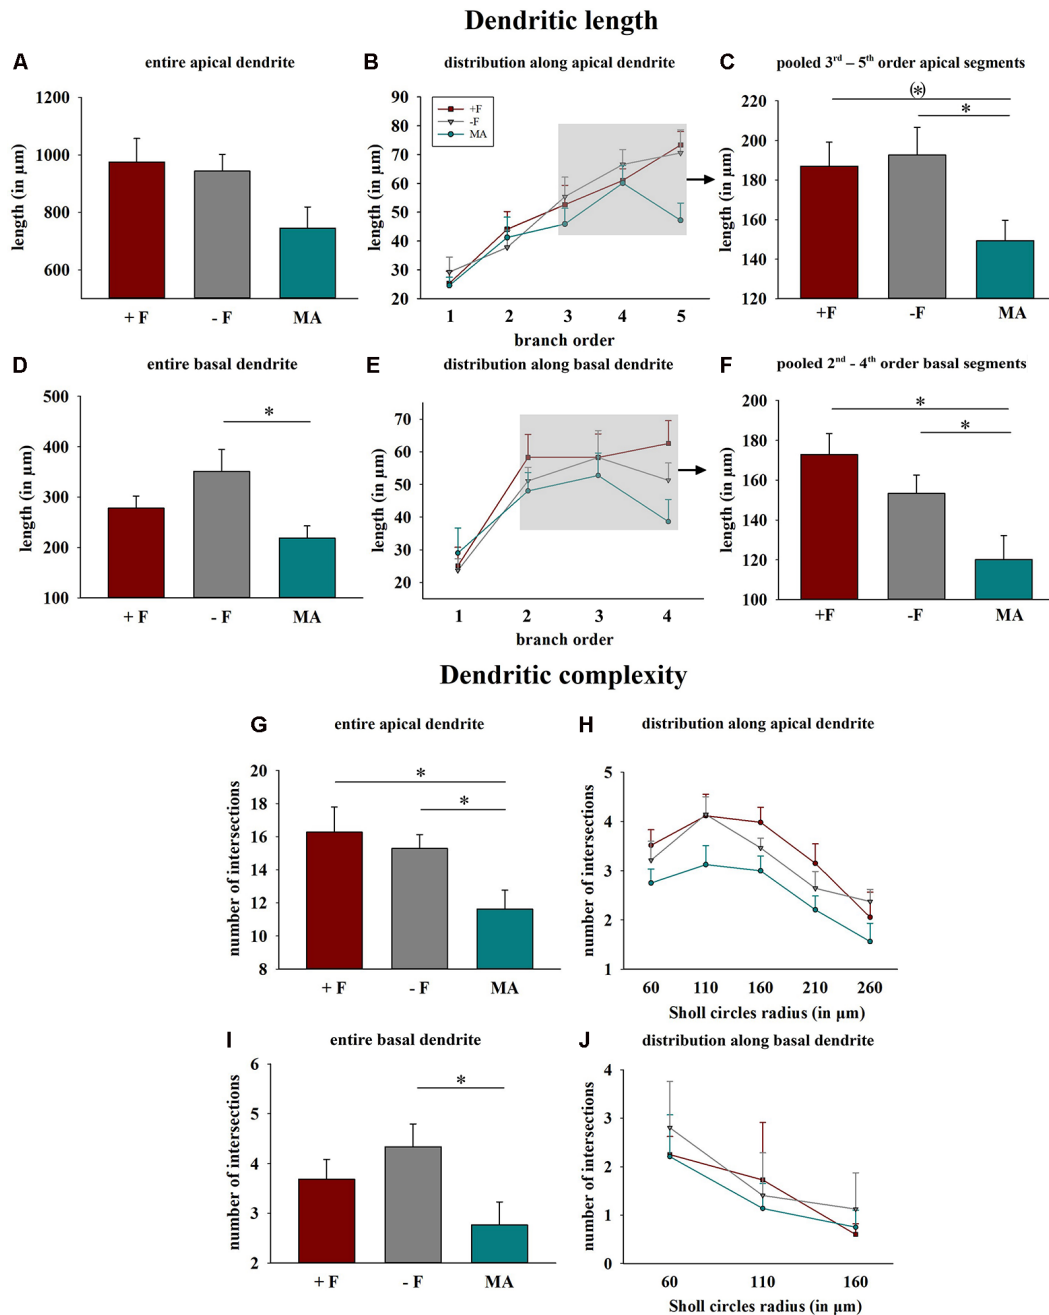 Dendritic length
A entire apical dendrite
length (in µm)
1200
1000
800
600
+ F - F MA
B distribution along apical dendrite
length (in µm)
90
80
70
60
50
40
30
20
+F
-F
MA
1 2 3 4 5
branch order
C pooled 3rd – 5th order apical segments
length (in µm)
220
200
180
160
140
120
(*)
*
+F -F MA
D entire basal dendrite
length (in µm)
500
400
300
200
100
*
+ F - F MA
E distribution along basal dendrite
length (in µm)
70
60
50
40
30
20
1 2 3 4
branch order
F pooled 2nd - 4th order basal segments
length (in µm)
200
180
160
140
120
100
*
*
+F -F MA
Dendritic complexity
G entire apical dendrite
number of intersections
20
18
16
14
12
10
8
*
*
+ F - F MA
H distribution along apical dendrite
number of intersections
5
4
3
2
1
60 110 160 210 260
Sholl circles radius (in µm)
I entire basal dendrite
number of intersections
6
5
4
3
2
*
+ F - F MA
J distribution along basal dendrite
number of intersections
4
3
2
1
0
60 110 160
Sholl circles radius (in µm)